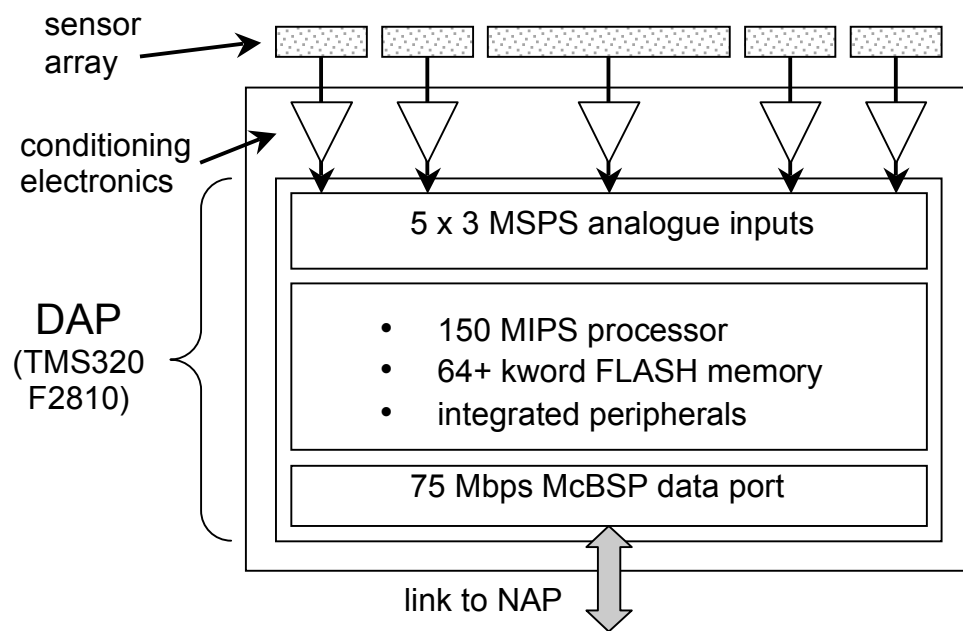 sensor
array
conditioning
electronics
5 x 3 MSPS analogue inputs
DAP
(TMS320
F2810)
• 150 MIPS processor
• 64+ kword FLASH memory
• integrated peripherals
75 Mbps McBSP data port
link to NAP